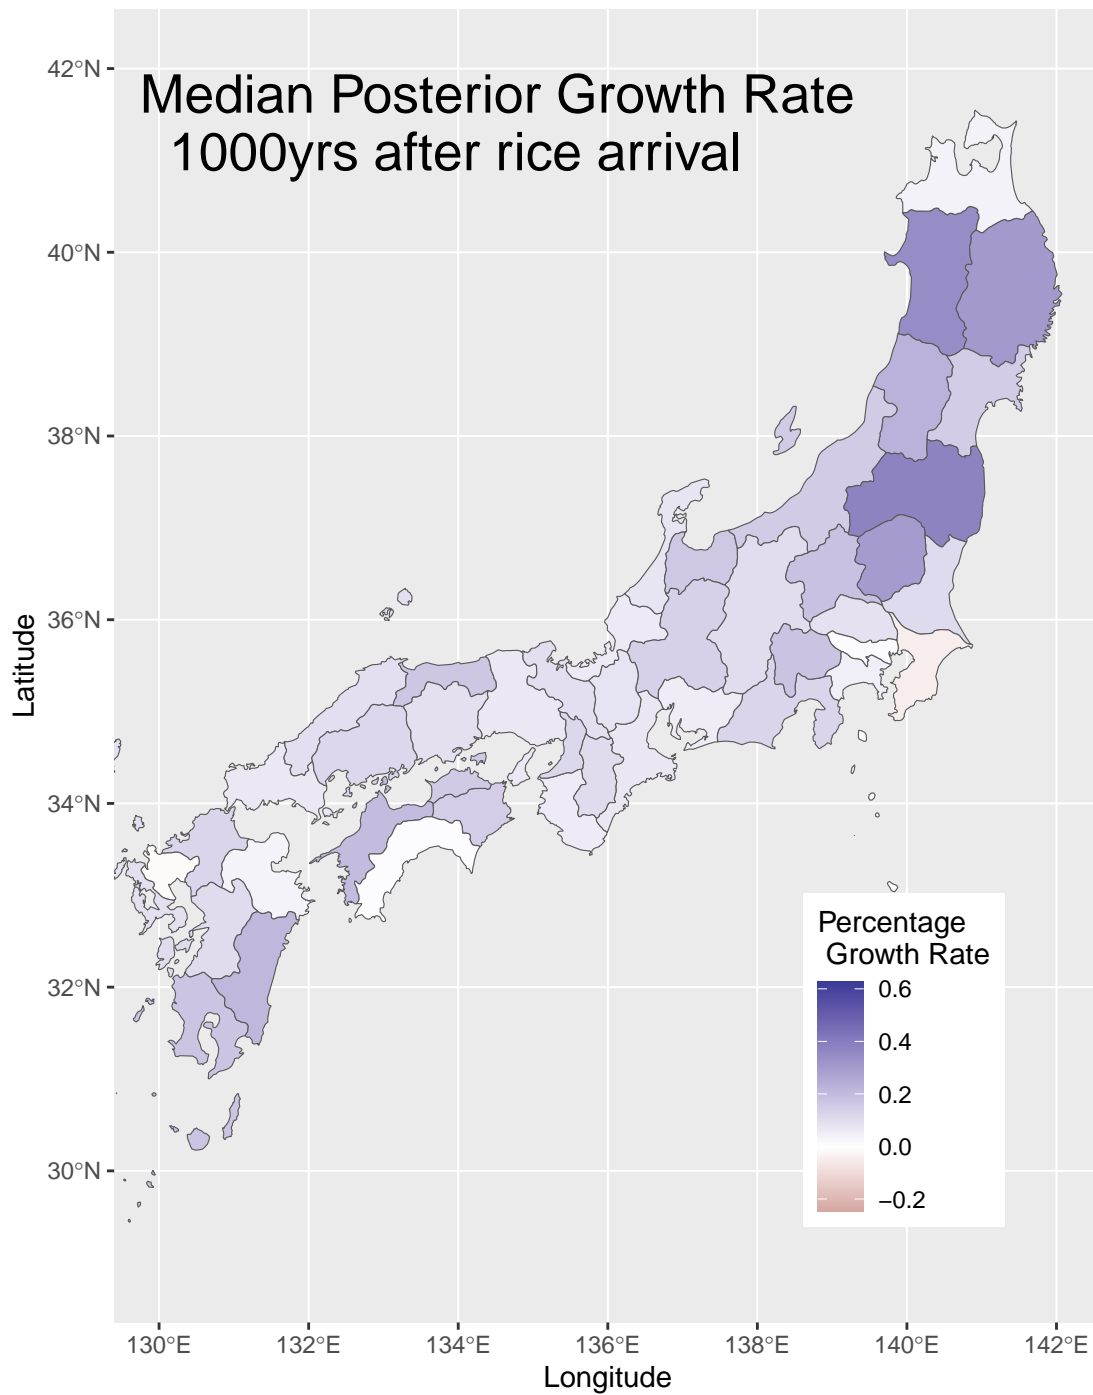 Median Posterior Growth Rate
1000yrs after rice arrival
42°N
40°N
38°N
36°N
34°N
32°N
30°N
Latitude
Percentage
Growth Rate
0.6
0.4
0.2
0.0
−0.2
130°E 132°E 134°E 136°E 138°E 140°E 142°E
Longitude